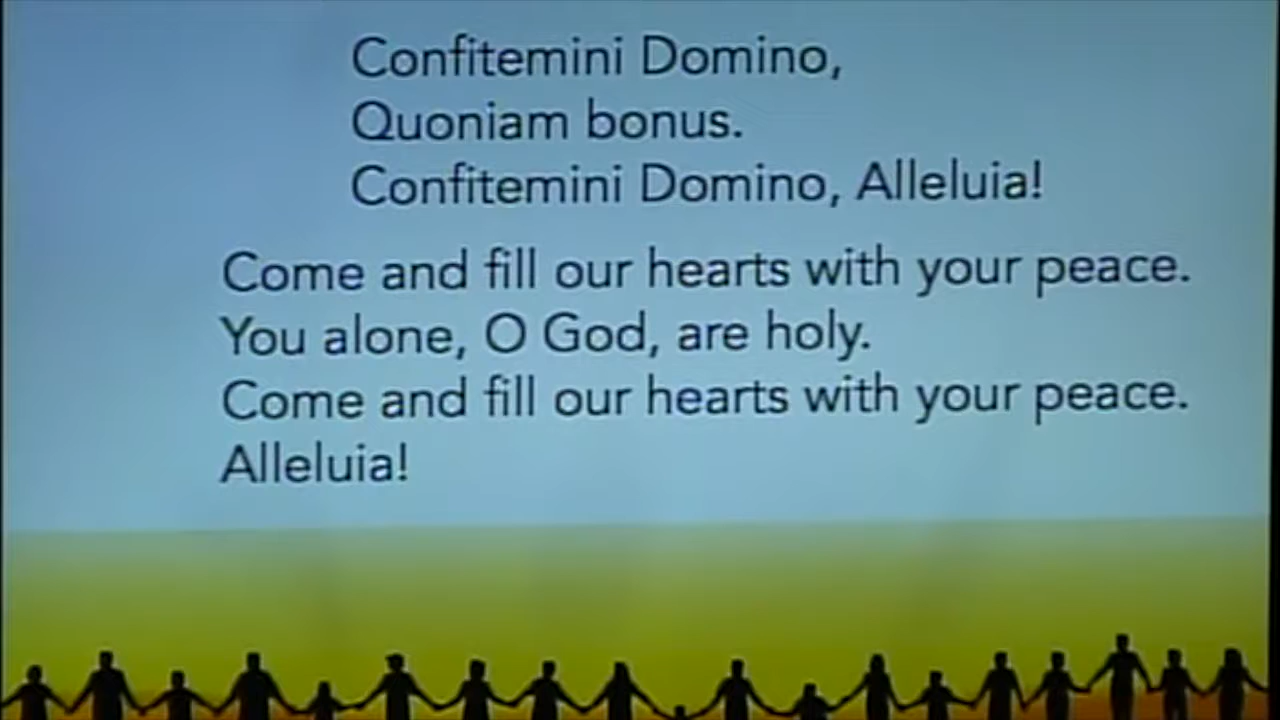 Confitemini Domino,
Quoniam bonus.
Confitemini Domino, Alleluia!
Come and fill our hearts with your peace.
You alone, O God, are holy.
Come and fill our hearts with your peace.
Alleluia!